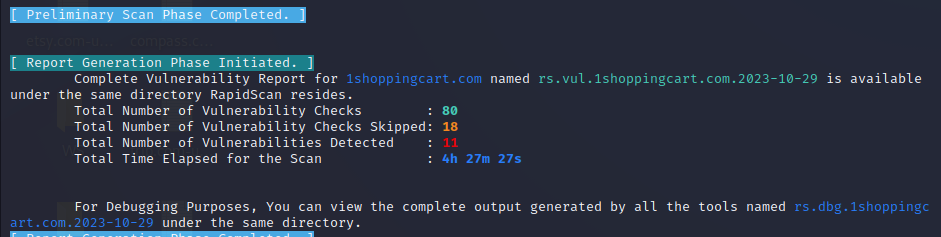 [ Preliminary Scan Phase Completed. ]
etsy.com-u... compass.c...
[ Report Generation Phase Initiated. ]
Complete Vulnerability Report for 1shoppingcart.com named rs.vul.1shoppingcart.com.2023-10-29 is available
under the same directory RapidScan resides.
Total Number of Vulnerability Checks : 80
Total Number of Vulnerability Checks Skipped: 18
Total Number of Vulnerabilities Detected : 11
Total Time Elapsed for the Scan : 4h 27m 27s
For Debugging Purposes, You can view the complete output generated by all the tools named rs.dbg.1shoppingc
art.com.2023-10-29 under the same directory.
[ Report Generation Phase Completed. ]